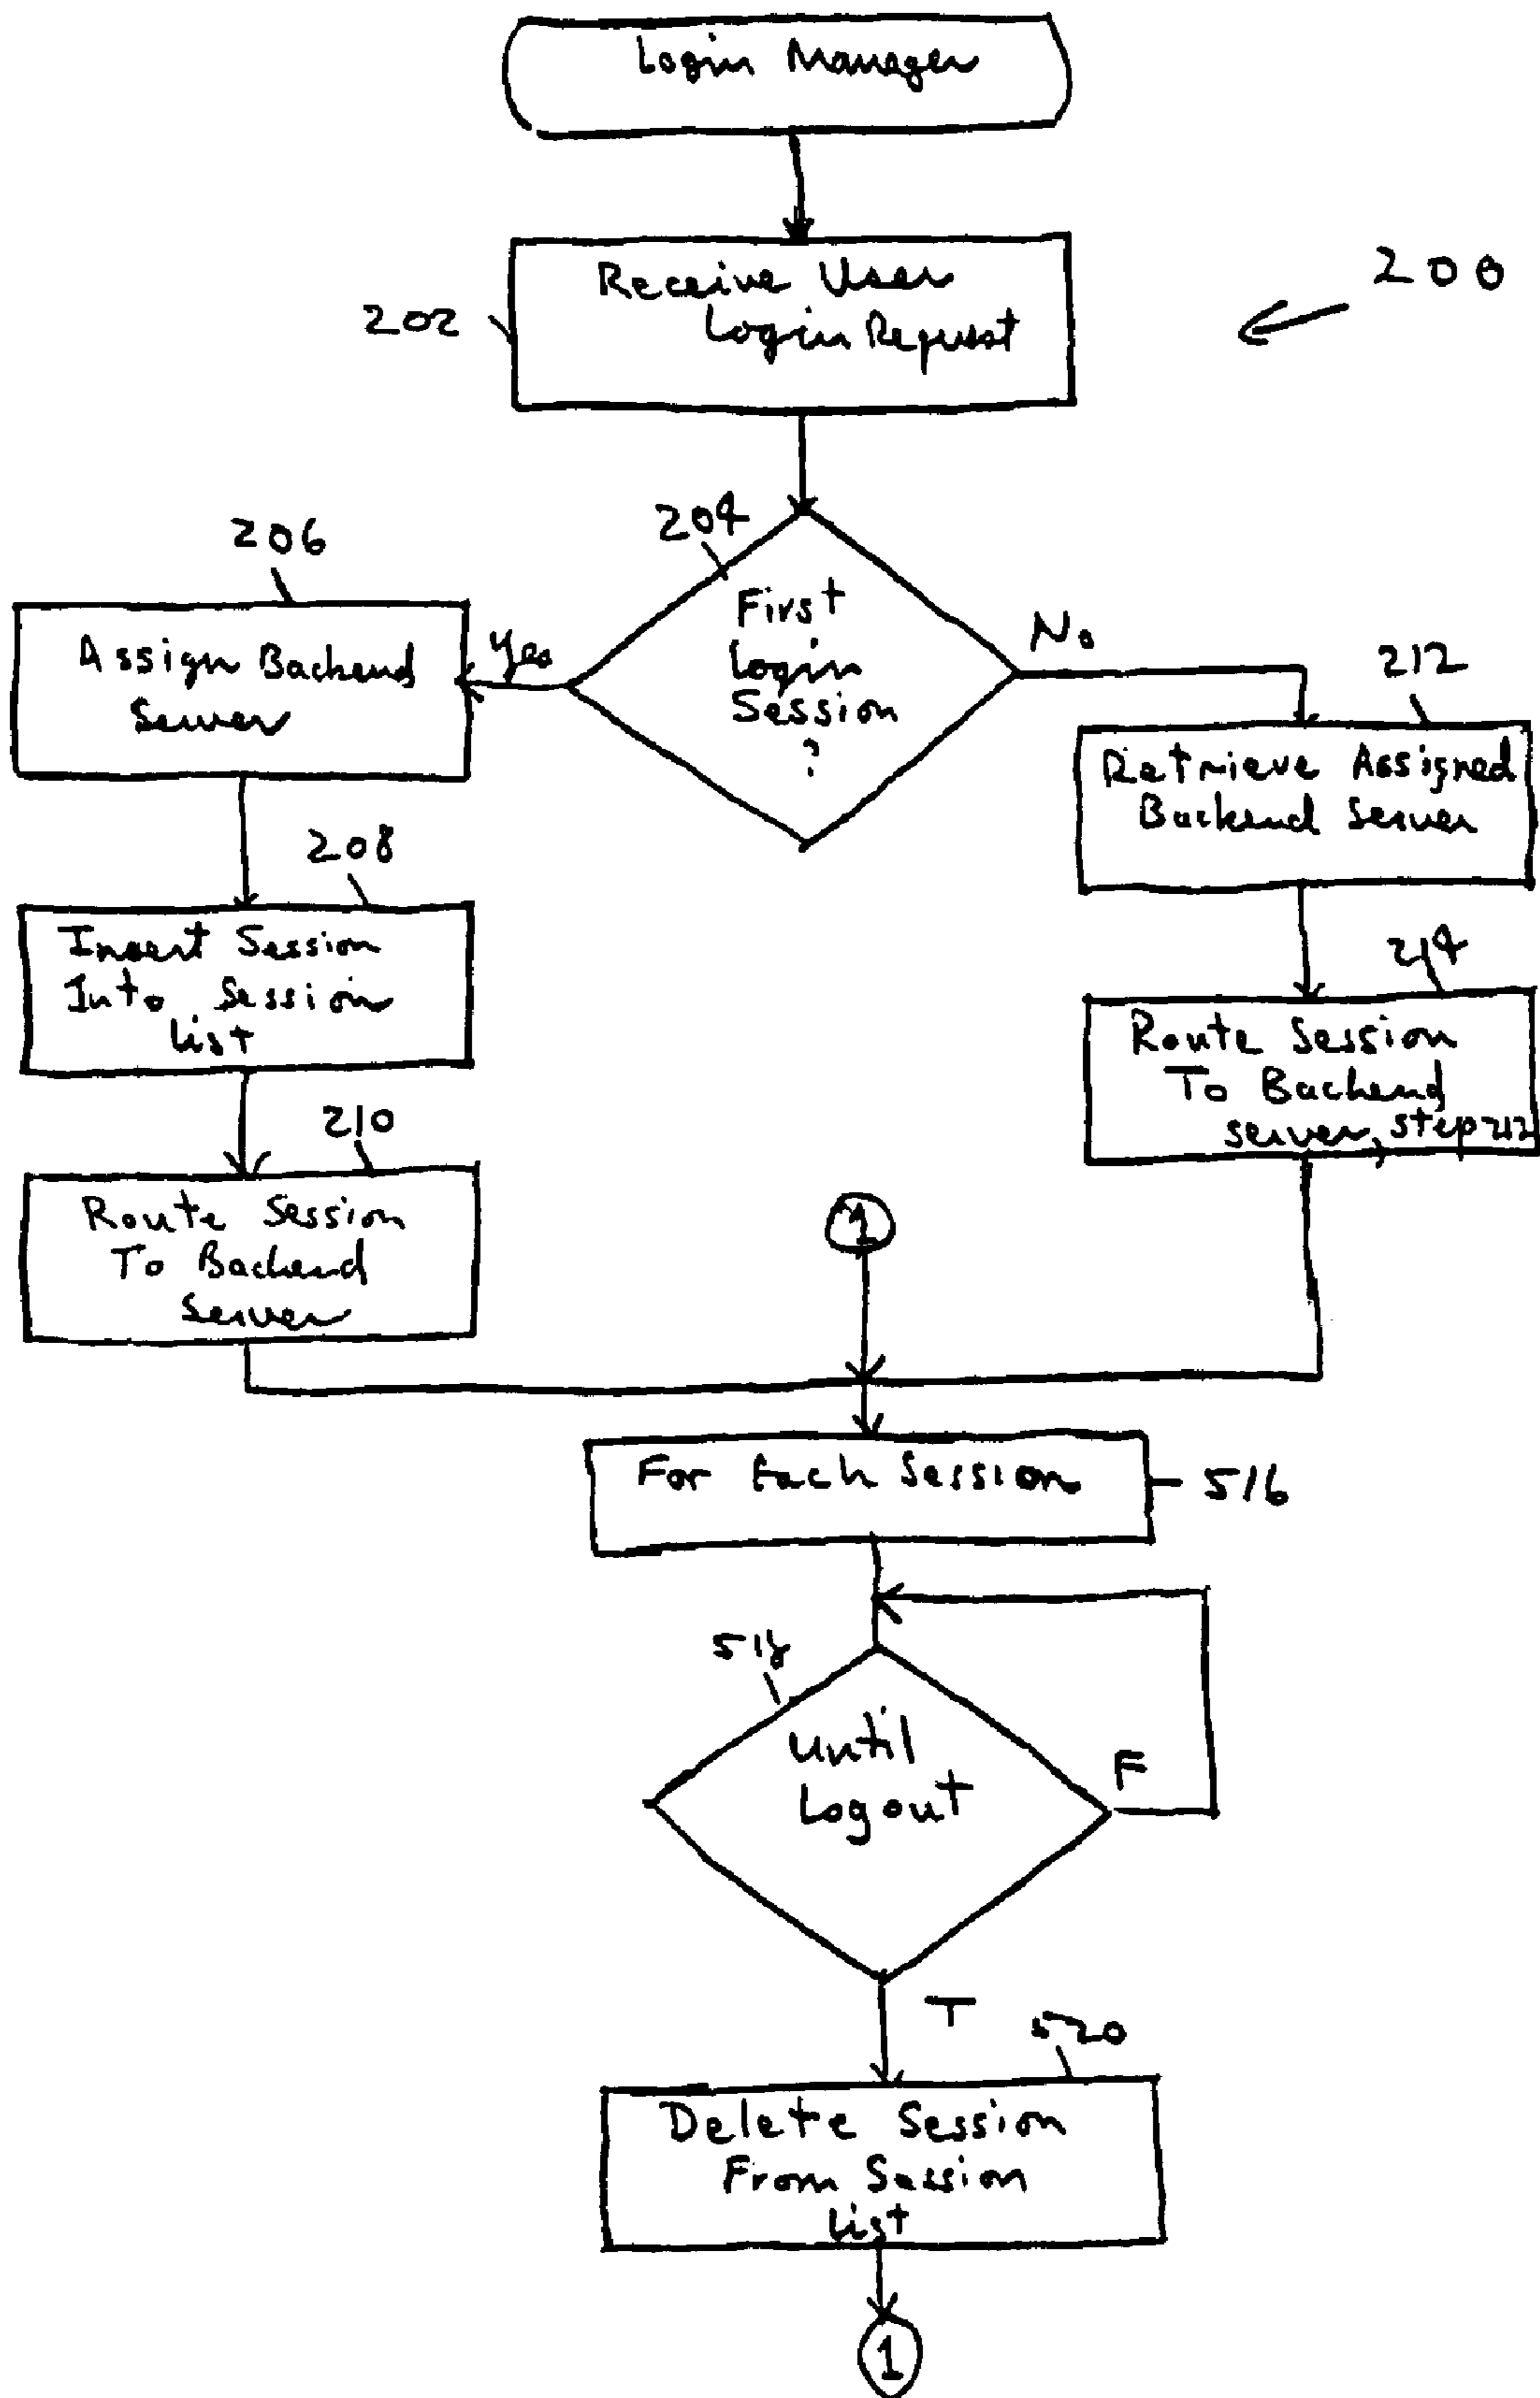 Login Manager
200
Receive User
Login Request
202
204
206
First
Login
Session
?
Yes
No
Assign Backend
Server
212
Retrieve Assigned
Backend Server
208
Insert Session
Into Session
List
214
Route Session
To Backend
server, step 212
210
Route Session
To Backend
Server
1
For Each Session
516
518
Until
Logout
F
T
520
Delete Session
From Session
List
1